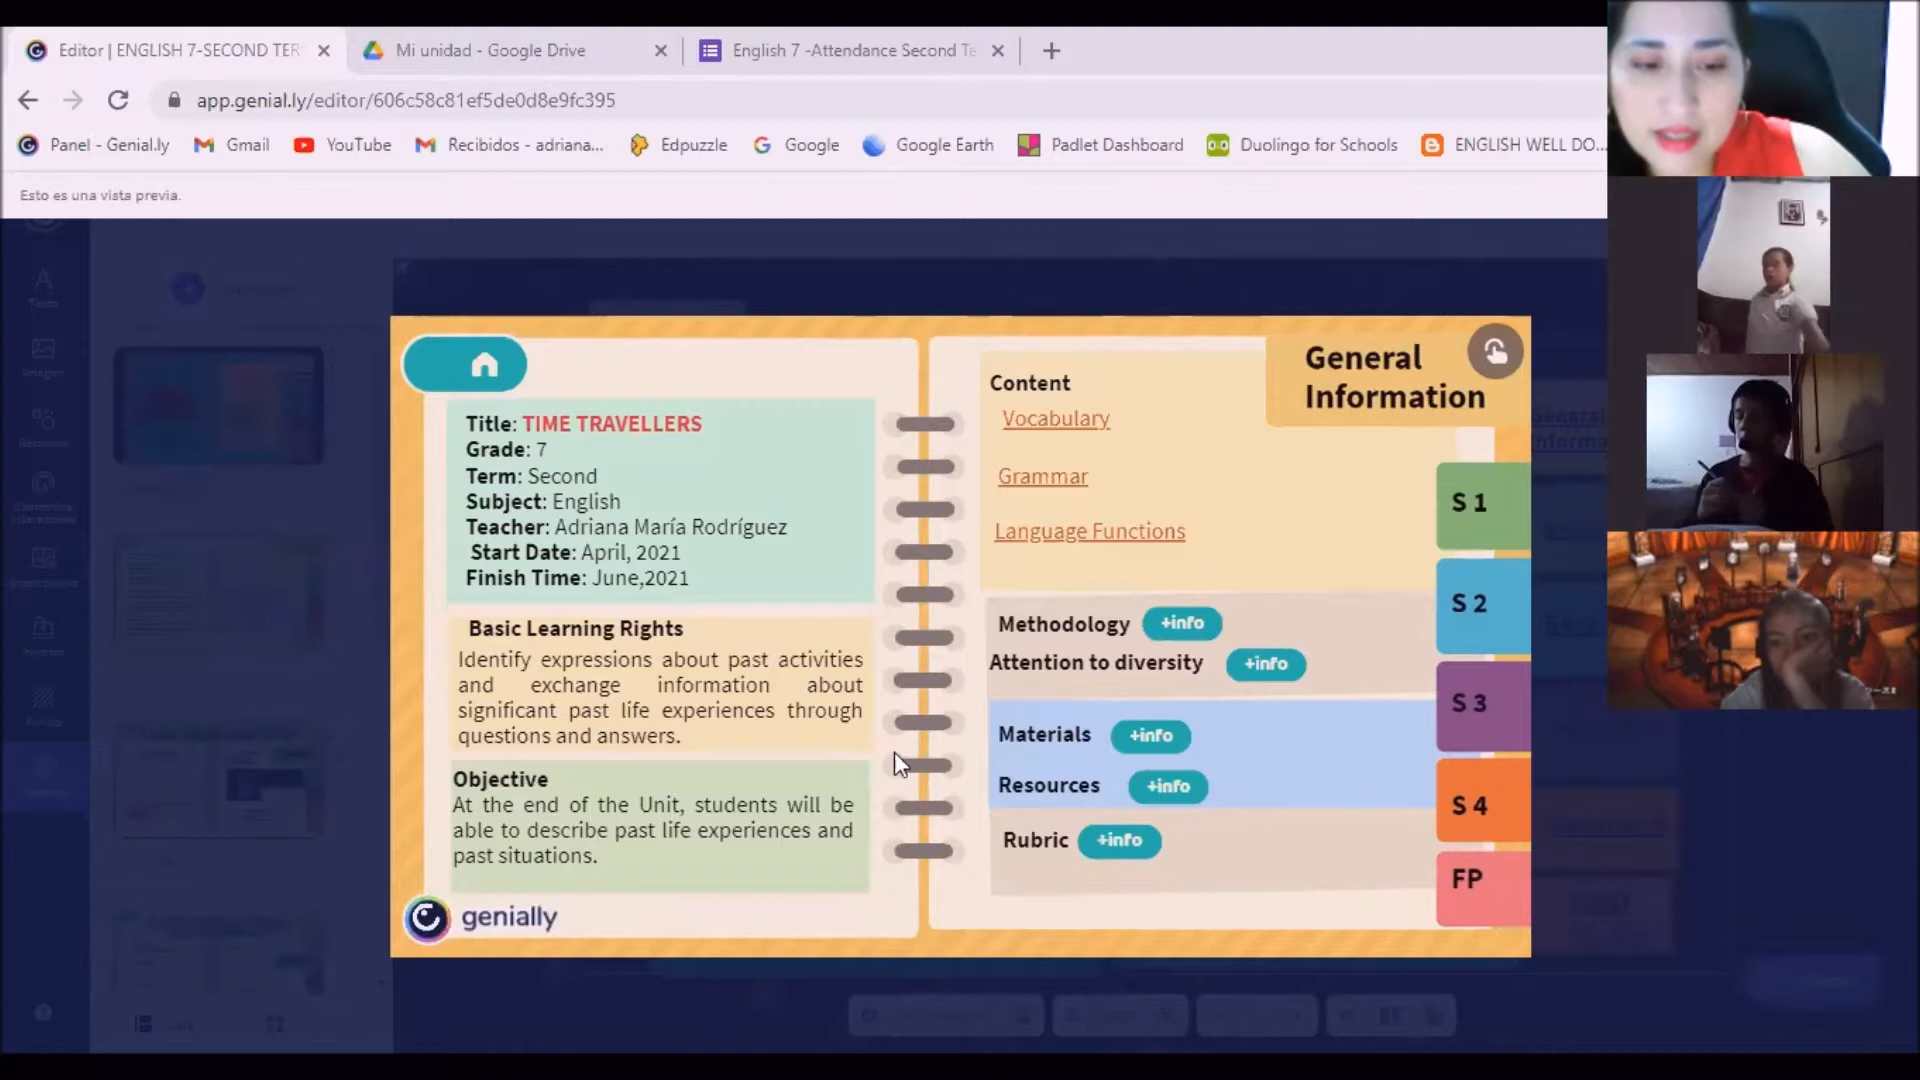 Editor | ENGLISH 7-SECOND TER
Mi unidad - Google Drive
English 7 -Attendance Second Te
app.genial.ly/editor/606c58c81ef5de0d8e9fc395
Panel - Genial.ly
Gmail
YouTube
Recibidos - adriana...
Edpuzzle
Google
Google Earth
Padlet Dashboard
Duolingo for Schools
ENGLISH WELL DO...
Esto es una vista previa.
Title: TIME TRAVELLERS
Grade: 7
Term: Second
Subject: English
Teacher: Adriana María Rodríguez
Start Date: April, 2021
Finish Time: June,2021
Basic Learning Rights
Identify expressions about past activities
and exchange information about
significant past life experiences through
questions and answers.
Objective
At the end of the Unit, students will be
able to describe past life experiences and
past situations.
genially
General
Information
Content
Vocabulary
Grammar
Language Functions
Methodology +info
Attention to diversity +info
Materials +info
Resources +info
Rubric +info
S 1
S 2
S 3
S 4
FP